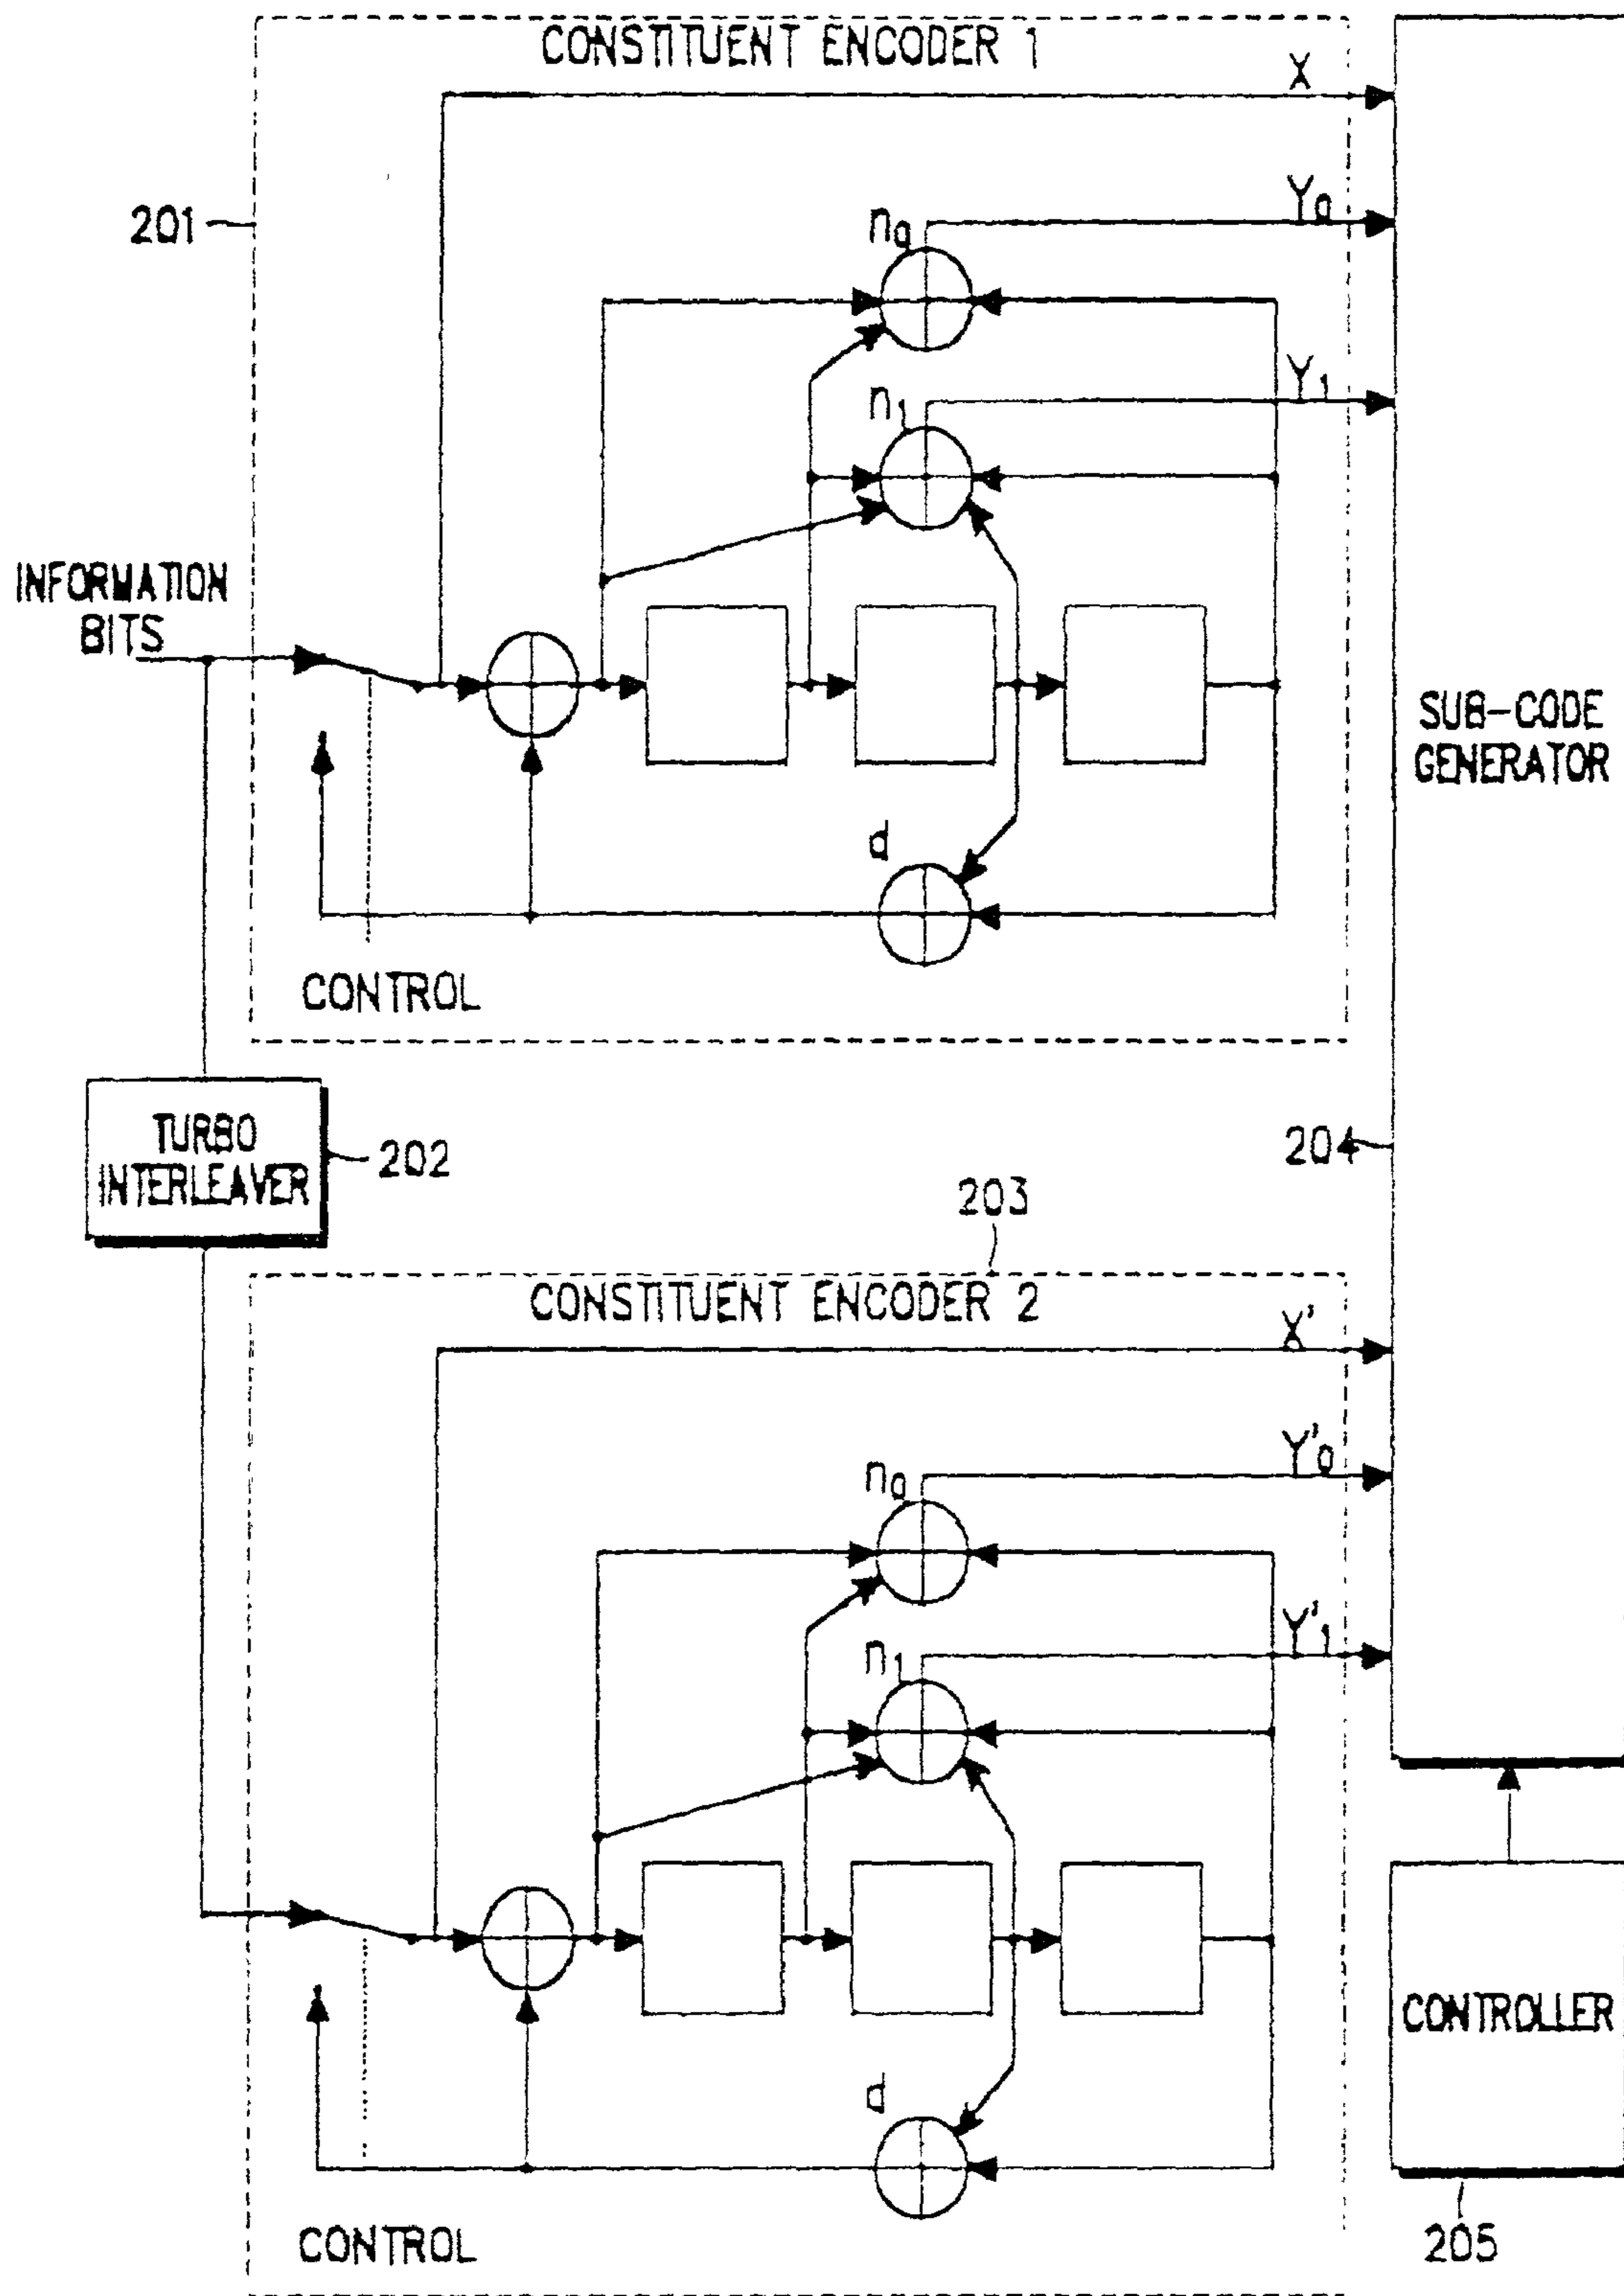 CONSTITUENT ENCODER 1
X
201
Y0
n0
Y1
n1
INFORMATION
BITS
SUB-CODE
GENERATOR
d
CONTROL
TURBO
INTERLEAVER
202
204
203
CONSTITUENT ENCODER 2
X'
Y'0
n0
Y'1
n1
CONTROLLER
d
205
CONTROL